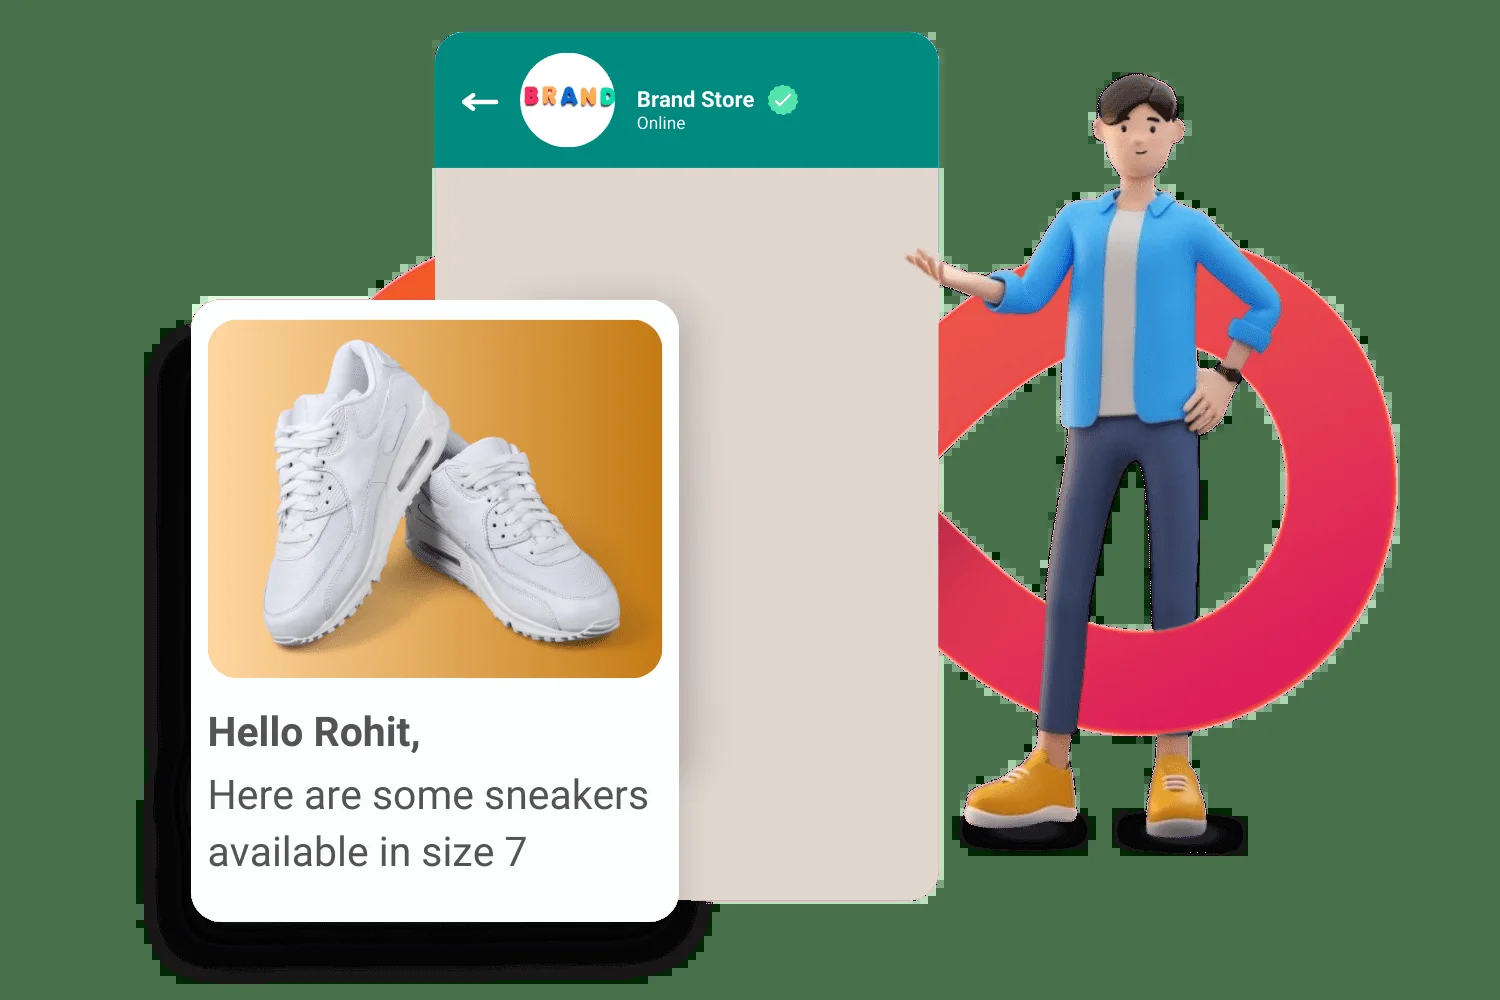 BRAND
Brand Store
Online
Hello Rohit,
Here are some sneakers
available in size 7